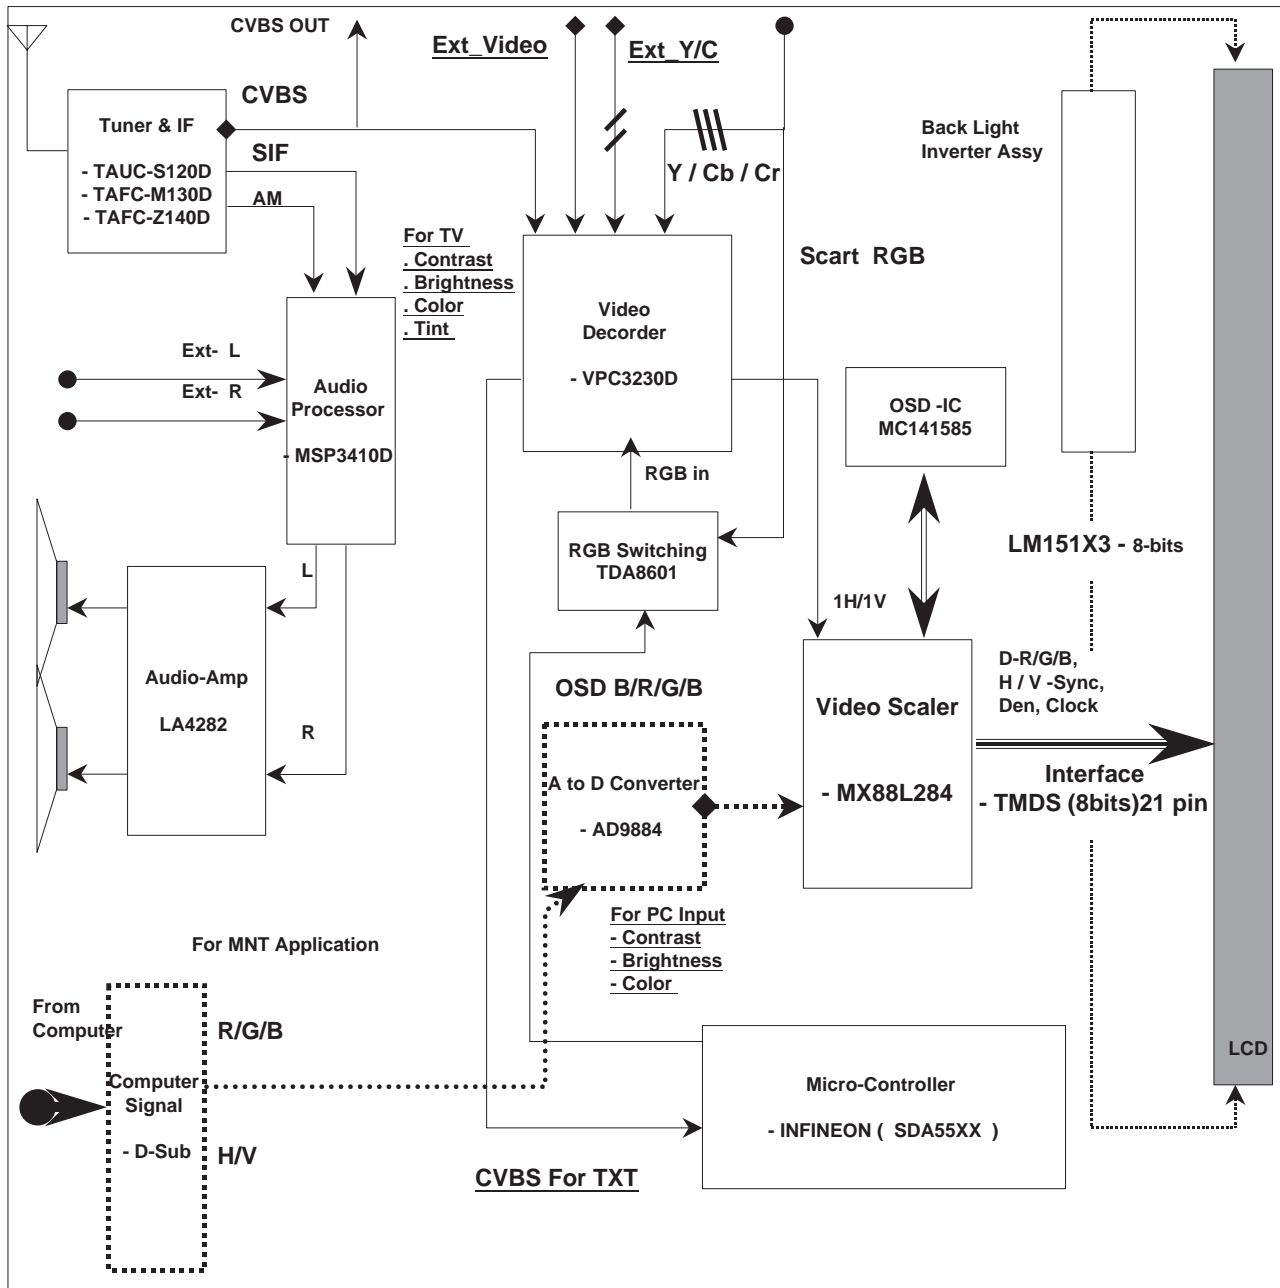 CVBS OUT
Ext_Video
Ext_Y/C
CVBS
Tuner & IF
- TAUC-S120D
- TAFC-M130D
- TAFC-Z140D
SIF
AM
Y / Cb / Cr
Back Light
Inverter Assy
For TV
. Contrast
. Brightness
. Color
. Tint
Scart RGB
Video
Decorder
- VPC3230D
Ext- L
Ext- R
Audio
Processor
- MSP3410D
OSD -IC
MC141585
RGB in
RGB Switching
TDA8601
LM151X3 - 8-bits
L
R
1H/1V
Audio-Amp
LA4282
OSD B/R/G/B
D-R/G/B,
H / V -Sync,
Den, Clock
Video Scaler
- MX88L284
Interface
- TMDS (8bits)21 pin
A to D Converter
- AD9884
For PC Input
- Contrast
- Brightness
- Color
For MNT Application
From
Computer
R/G/B
Computer
Signal
- D-Sub
H/V
LCD
Micro-Controller
- INFINEON ( SDA55XX )
CVBS For TXT